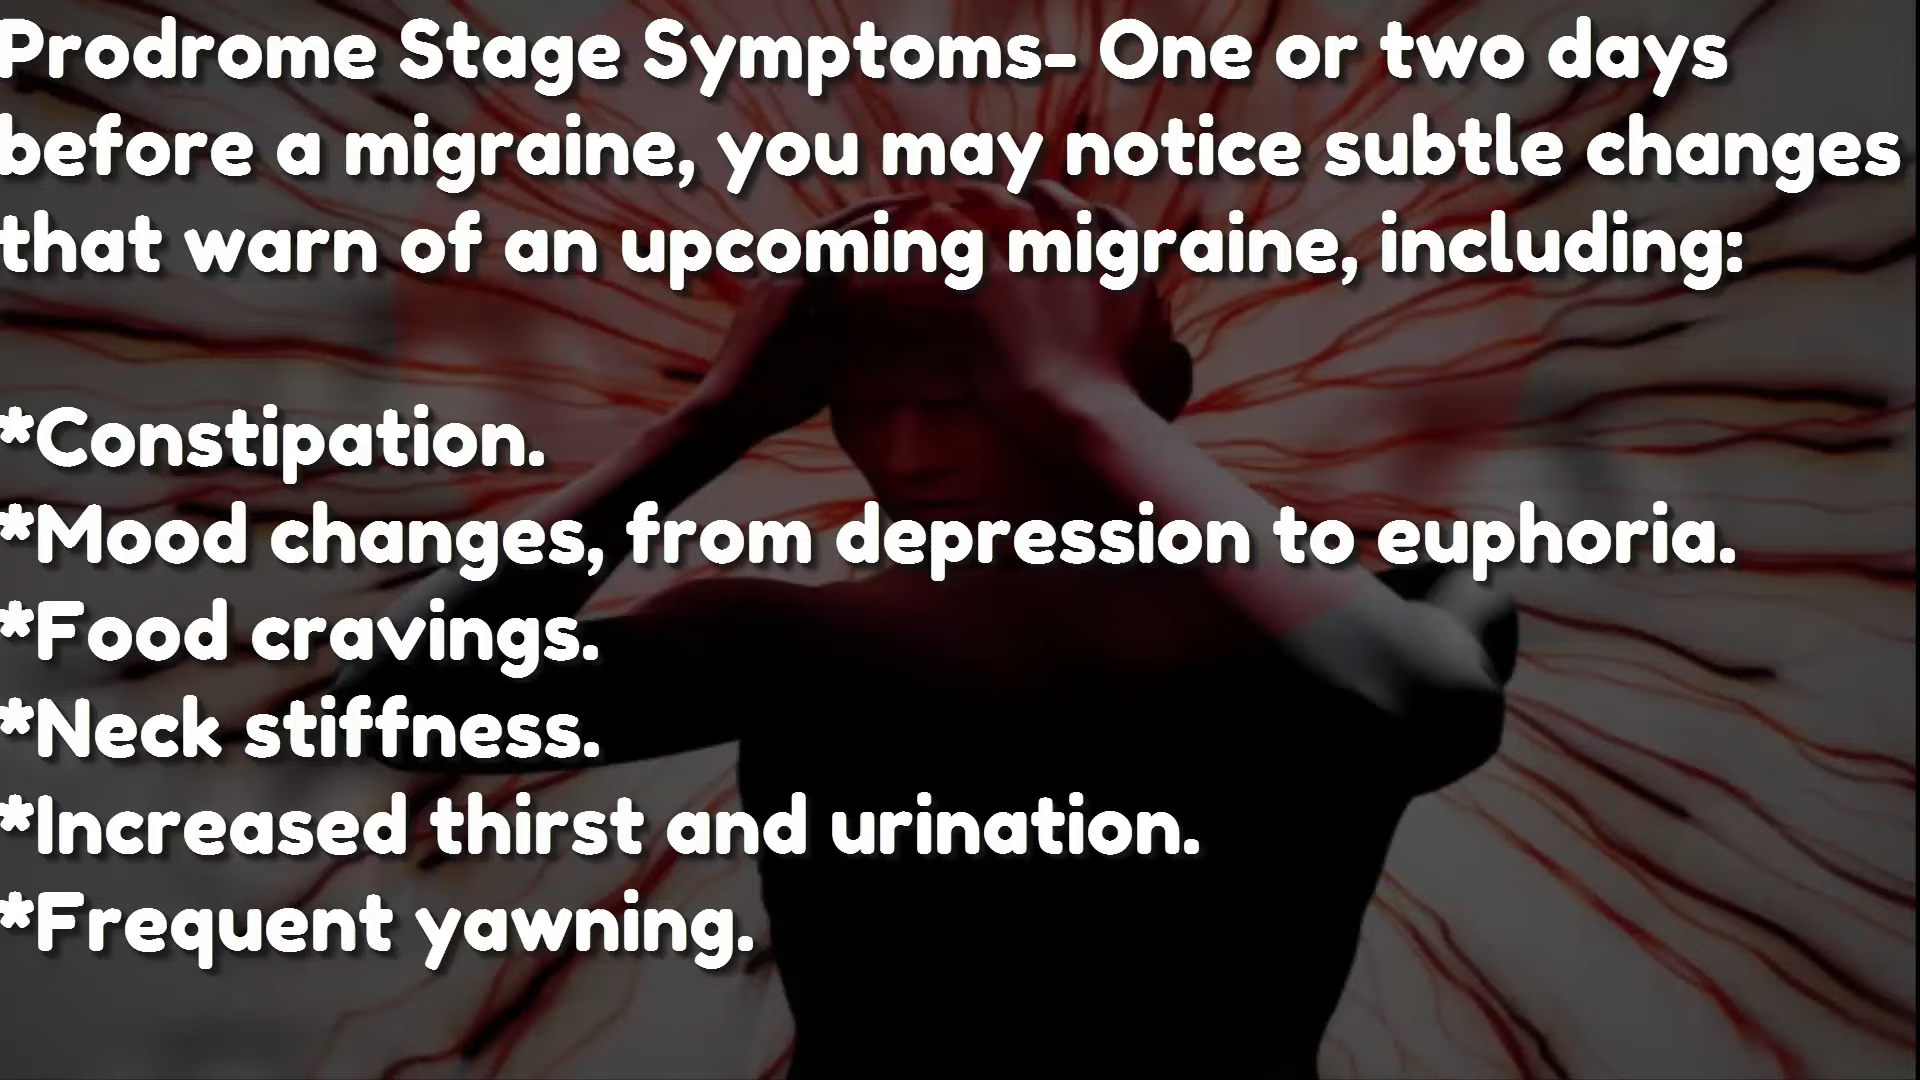 Prodrome Stage Symptoms- One or two days
before a migraine, you may notice subtle changes
that warn of an upcoming migraine, including:
*Constipation.
*Mood changes, from depression to euphoria.
*Food cravings.
*Neck stiffness.
*Increased thirst and urination.
*Frequent yawning.